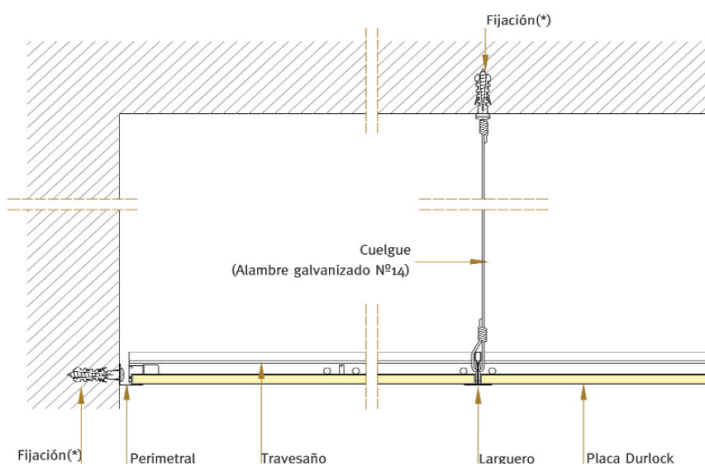 Fijación(*)
Cuelgue
(Alambre galvanizado Nº14)
Fijación(*)
Perimetral
Travesaño
Larguero
Placa Durlock